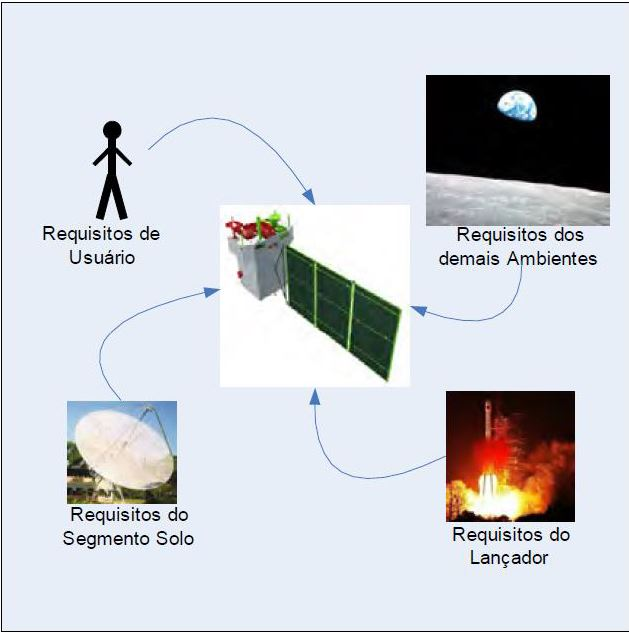 Requisitos de
Usuário
Requisitos dos
demais Ambientes
Requisitos do
Segmento Solo
Requisitos do
Lançador